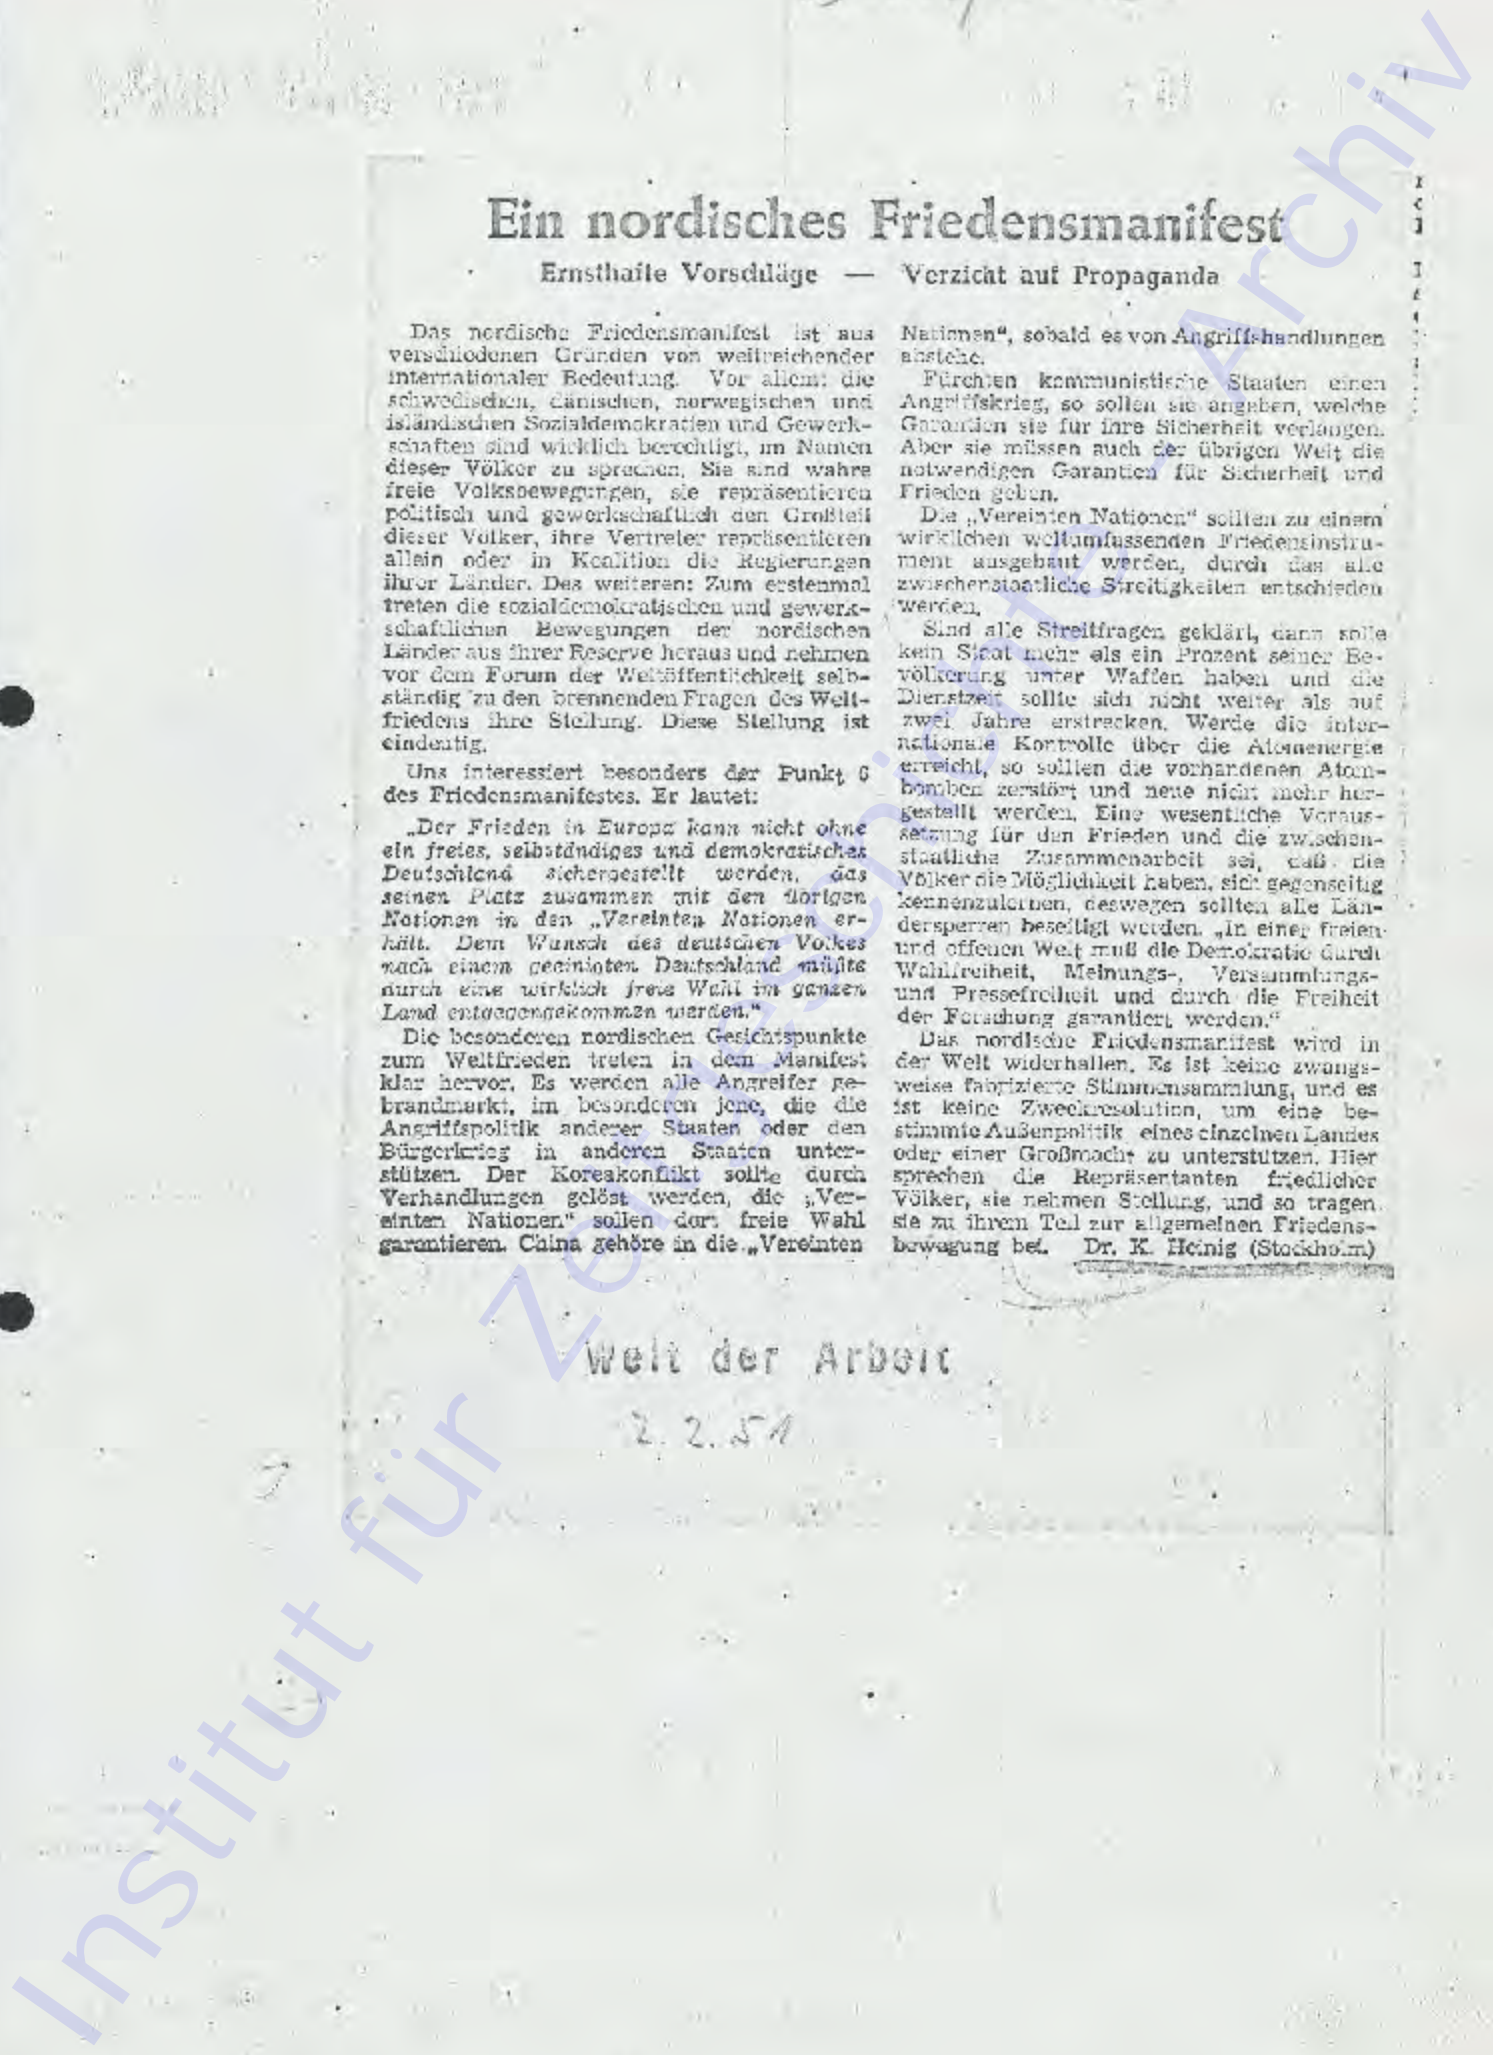 Ein nordisches Friedensmanifest
Ernsthafte Vorschläge — Verzicht auf Propaganda
Das nordische Friedensmanifest ist aus
verschiedenen Gründen von weitreichender
internationaler Bedeutung. Vor allem: die
schwedischen, dänischen, norwegischen und
isländischen Sozialdemokratien und Gewerk-
schaften sind wirklich berechtigt, im Namen
dieser Völker zu sprechen. Sie sind wahre
freie Volksbewegungen, sie repräsentieren
politisch und gewerkschaftlich den Großteil
dieser Völker, ihre Vertreter repräsentieren
allein oder in Koalition die Regierungen
ihrer Länder. Des weiteren: Zum erstenmal
treten die sozialdemokratischen und gewerk-
schaftlichen Bewegungen der nordischen
Länder aus ihrer Reserve heraus und nehmen
vor dem Forum der Weltöffentlichkeit selb-
ständig zu den brennenden Fragen des Welt-
friedens ihre Stellung. Diese Stellung ist
eindeutig.
Uns interessiert besonders der Punkt 6
des Friedensmanifestes. Er lautet:
„Der Frieden in Europa kann nicht ohne
ein freies, selbständiges und demokratisches
Deutschland sichergestellt werden, das
seinen Platz zusammen mit den übrigen
Nationen in den „Vereinten Nationen er-
hält. Dem Wunsch des deutschen Volkes
nach einem geeinigten Deutschland müßte
durch eine wirklich freie Wahl im ganzen
Land entgegengekommen werden.“
Die besonderen nordischen Gesichtspunkte
zum Weltfrieden treten in dem Manifest
klar hervor. Es werden alle Angreifer ge-
brandmarkt, im besonderen jene, die die
Angriffspolitik anderer Staaten oder den
Bürgerkrieg in anderen Staaten unter-
stützen. Der Koreakonflikt sollte durch
Verhandlungen gelöst werden, die „Ver-
einten Nationen“ sollen dort freie Wahl
garantieren. China gehöre in die „Vereinten
Nationen“, sobald es von Angriffshandlungen
abstehe.
Fürchten kommunistische Staaten einen
Angriffskrieg, so sollen sie angeben, welche
Garantien sie für ihre Sicherheit verlangen.
Aber sie müssen auch der übrigen Welt die
notwendigen Garantien für Sicherheit und
Frieden geben.
Die „Vereinten Nationen“ sollten zu einem
wirklichen weltumfassenden Friedensinstru-
ment ausgebaut werden, durch das alle
zwischenstaatliche Streitigkeiten entschieden
werden.
Sind alle Streitfragen geklärt, dann solle
kein Staat mehr als ein Prozent seiner Be-
völkerung unter Waffen haben und die
Dienstzeit sollte sich nicht weiter als auf
zwei Jahre erstrecken. Werde die inter-
nationale Kontrolle über die Atomenergie
erreicht, so sollten die vorhandenen Atom-
bomben zerstört und neue nicht mehr her-
gestellt werden. Eine wesentliche Voraus-
setzung für den Frieden und die zwischen-
staatliche Zusammenarbeit sei, daß die
Völker die Möglichkeit haben, sich gegenseitig
kennenzulernen, deswegen sollten alle Län-
dersperren beseitigt werden. „In einer freien
und offenen Welt muß die Demokratie durch
Wahlfreiheit, Meinungs-, Versammlungs-
und Pressefreiheit und durch die Freiheit
der Forschung garantiert werden.“
Das nordische Friedensmanifest wird in
der Welt widerhallen. Es ist keine zwangs-
weise fabrizierte Stimmensammlung, und es
ist keine Zweckresolution, um eine be-
stimmte Außenpolitik eines einzelnen Landes
oder einer Großmacht zu unterstützen. Hier
sprechen die Repräsentanten friedlicher
Völker, sie nehmen Stellung, und so tragen
sie zu ihrem Teil zur allgemeinen Friedens-
bewegung bei. Dr. K. Heinig (Stockholm)
Welt der Arbeit
2. 2. 51
Institut für Zeitgeschichte - Archiv